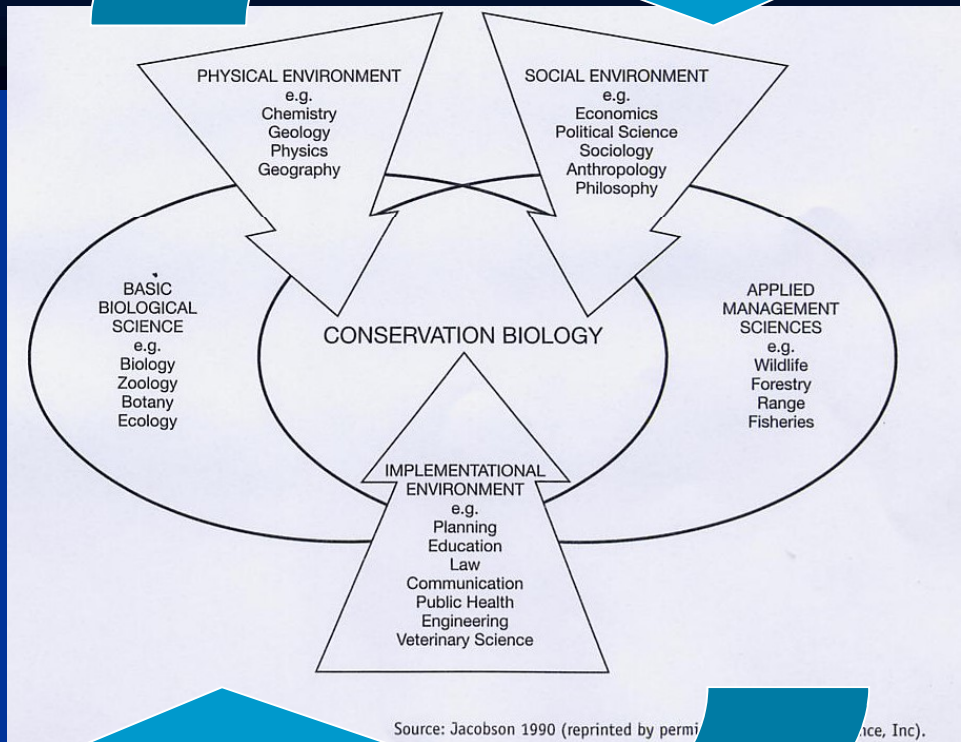 PHYSICAL ENVIRONMENT
e.g.
Chemistry
Geology
Physics
Geography
SOCIAL ENVIRONMENT
e.g.
Economics
Political Science
Sociology
Anthropology
Philosophy
BASIC
BIOLOGICAL
SCIENCE
e.g.
Biology
Zoology
Botany
Ecology
CONSERVATION BIOLOGY
APPLIED
MANAGEMENT
SCIENCES
e.g.
Wildlife
Forestry
Range
Fisheries
IMPLEMENTATIONAL
ENVIRONMENT
e.g.
Planning
Education
Law
Communication
Public Health
Engineering
Veterinary Science
Source: Jacobson 1990 (reprinted by Inc).